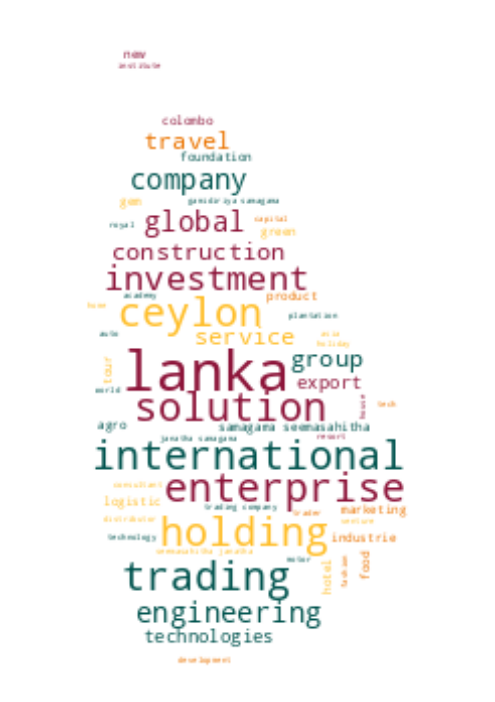 new
institute
colombo
travel
foundation
company
gem
gamidiriya samagama
royal
global
capital
green
construction
investment
academy
product
home
ceylon
plantation
auto
service
asia
holiday
tour
lanka
group
world
export
solution
house
tech
agro
samagama seemasahitha
janatha samagama
resort
international
consultant
enterprise
logistic
trading company
marketing
distributor
trader
venture
holding
technology
industrie
seemasahitha janatha
motor
hotel
fashion
food
trading
engineering
technologies
development